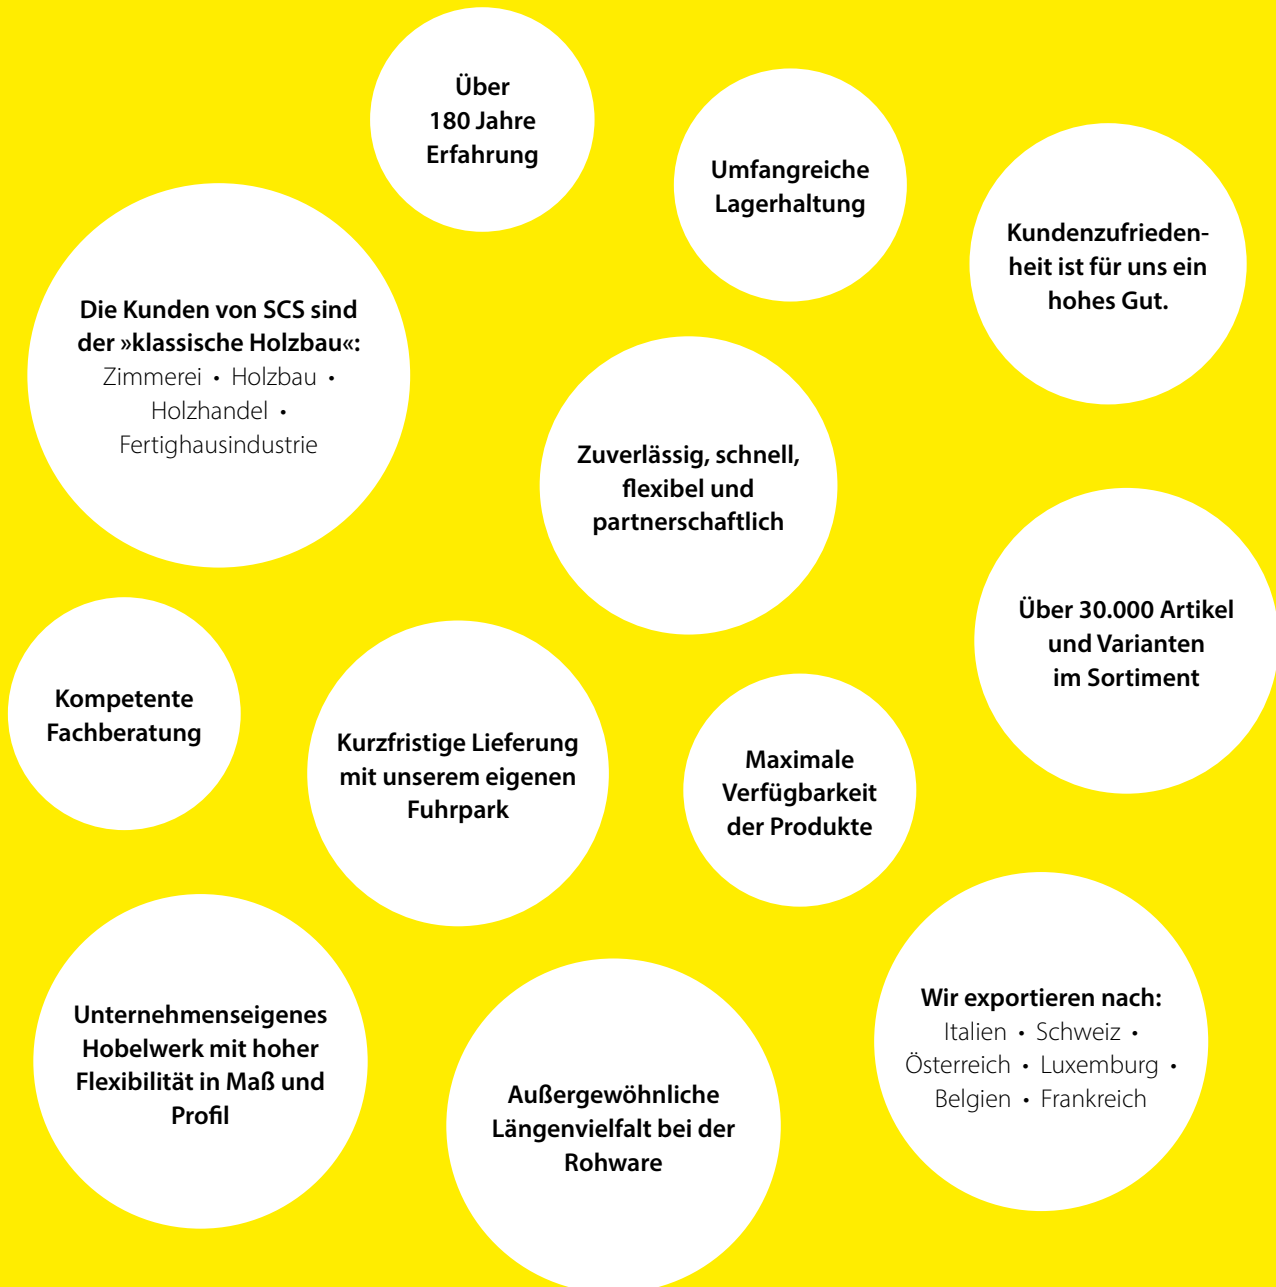 Über
180 Jahre
Erfahrung
Umfangreiche
Lagerhaltung
Kundenzufrieden-
heit ist für uns ein
hohes Gut.
Die Kunden von SCS sind
der »klassische Holzbau«:
Zimmerei • Holzbau •
Holzhandel •
Fertighausindustrie
Zuverlässig, schnell,
flexibel und
partnerschaftlich
Über 30.000 Artikel
und Varianten
im Sortiment
Kompetente
Fachberatung
Kurzfristige Lieferung
mit unserem eigenen
Fuhrpark
Maximale
Verfügbarkeit
der Produkte
Unternehmenseigenes
Hobelwerk mit hoher
Flexibilität in Maß und
Profil
Außergewöhnliche
Längenvielfalt bei der
Rohware
Wir exportieren nach:
Italien • Schweiz •
Österreich • Luxemburg •
Belgien • Frankreich